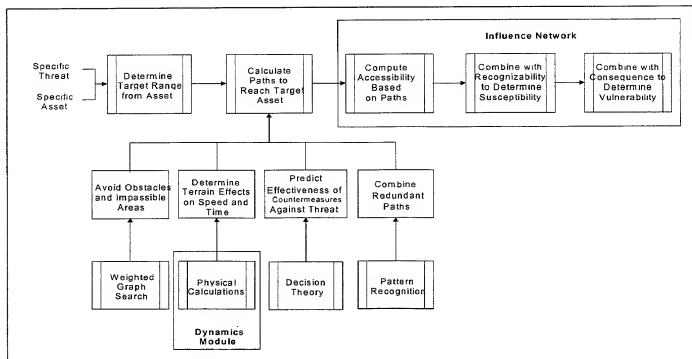 Influence Network
Specific
Threat
Specific
Asset
Determine
Target Range
from Asset
Calculate
Paths to
Reach Target
Asset
Compute
Accessibility
Based
on Paths
Combine with
Recognizability
to Determine
Susceptibility
Combine with
Consequence to
Determine
Vulnerability
Avoid Obstacles
and Impassible
Areas
Determine
Terrain Effects
on Speed and
Time
Predict
Effectiveness of
Countermeasures
Against Threat
Combine
Redundant
Paths
Weighted
Graph
Search
Physical
Calculations
Decision
Theory
Pattern
Recognition
Dynamics
Module